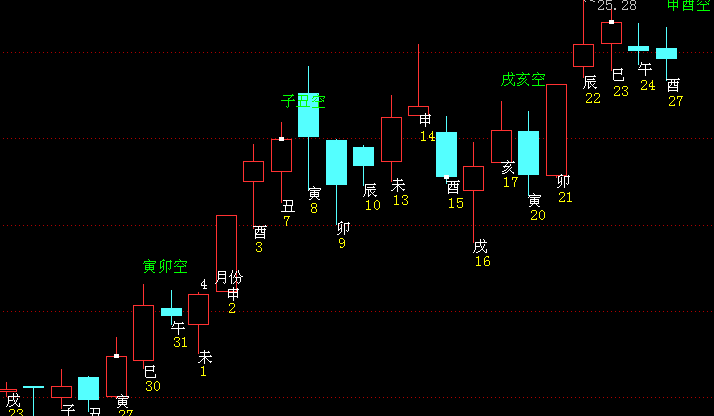 25.28
甲酉空
戌亥空
子丑空
辰
22
巳
23
午
24
酉
27
申
14
亥
17
卯
21
酉
15
未
13
辰
10
寅
8
丑
7
寅
20
卯
9
酉
3
戌
16
寅卯空
4 月份
申
2
午
31
未
1
巳
30
寅
27
戌
23
子
丑